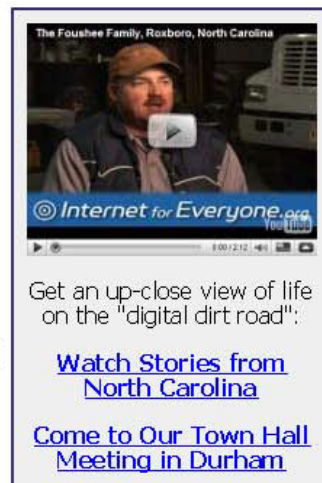 The Foushee Family, Roxboro, North Carolina
Internet for Everyone.org
YouTube
0:00 / 2:12
Get an up-close view of life
on the "digital dirt road":
Watch Stories from
North Carolina
Come to Our Town Hall
Meeting in Durham